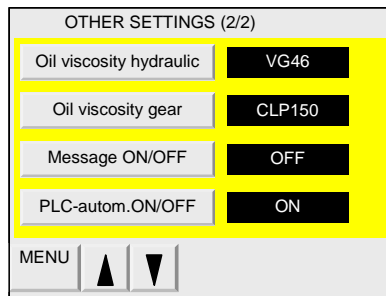 OTHER SETTINGS (2/2)
Oil viscosity hydraulic VG46
Oil viscosity gear CLP150
Message ON/OFF OFF
PLC-autom.ON/OFF ON
MENU